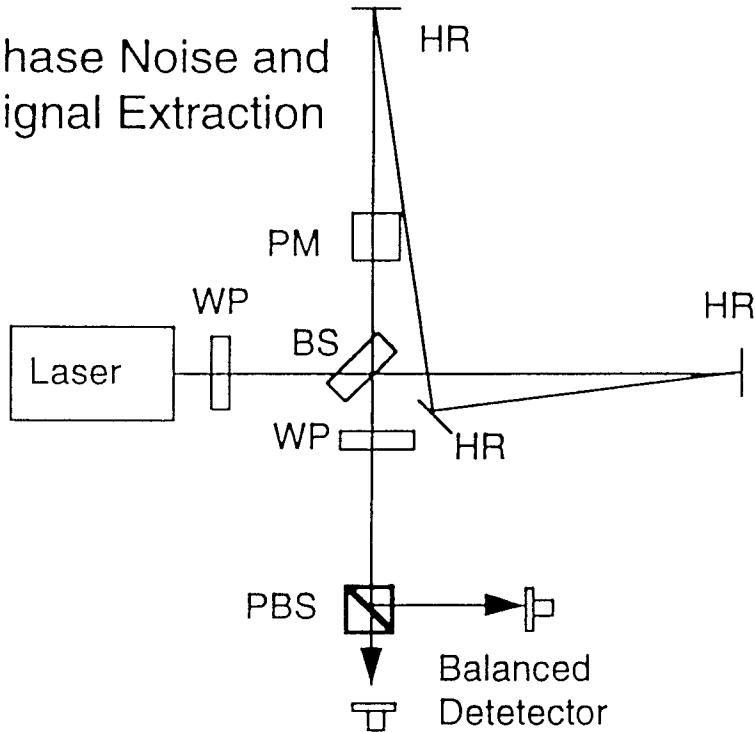 hase Noise and
ignal Extraction
HR
PM
WP
HR
BS
Laser
WP
HR
PBS
Balanced
Detetector